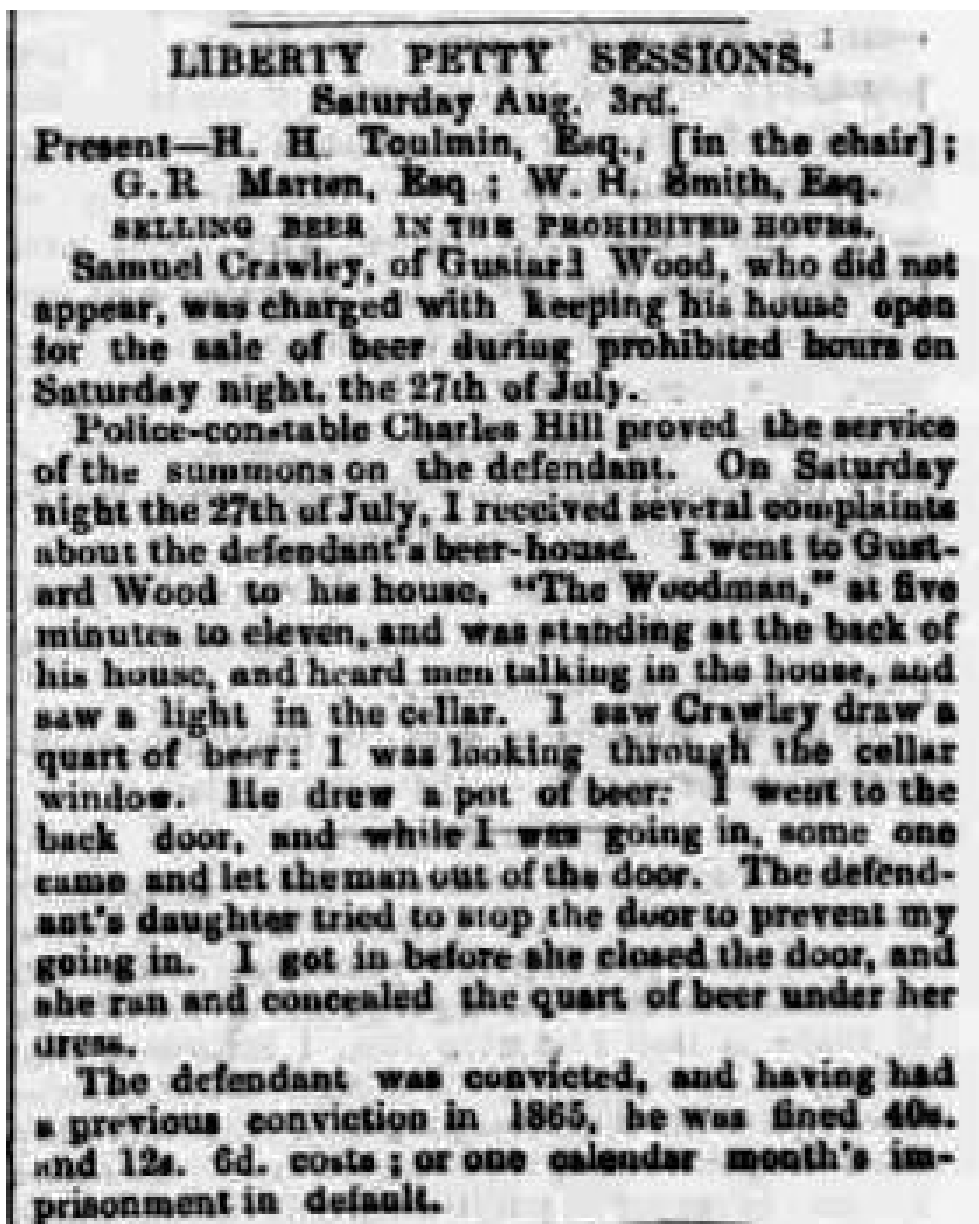 LIBERTY PETTY SESSIONS.
Saturday Aug. 3rd.
Present—H. H. Toulmin, Esq., [in the chair];
G. R Marten, Esq ; W. H. Smith, Esq.
SELLING BEER IN THE PROHIBITED HOURS.
Samuel Crawley, of Gustard Wood, who did not
appear, was charged with keeping his house open
for the sale of beer during prohibited hours on
Saturday night, the 27th of July.
Police-constable Charles Hill proved the service
of the summons on the defendant. On Saturday
night the 27th of July, I received several complaints
about the defendant's beer-house. I went to Gust-
ard Wood to his house, "The Woodman," at five
minutes to eleven, and was standing at the back of
his house, and heard men talking in the house, and
saw a light in the cellar. I saw Crawley draw a
quart of beer: I was looking through the cellar
window. He drew a pot of beer: I went to the
back door, and while I was going in, some one
came and let the man out of the door. The defend-
ant's daughter tried to stop the door to prevent my
going in. I got in before she closed the door, and
she ran and concealed the quart of beer under her
dress.
The defendant was convicted, and having had
a previous conviction in 1865, he was fined 40s.
and 12s. 6d. costs ; or one calendar month's im-
prisonment in default.